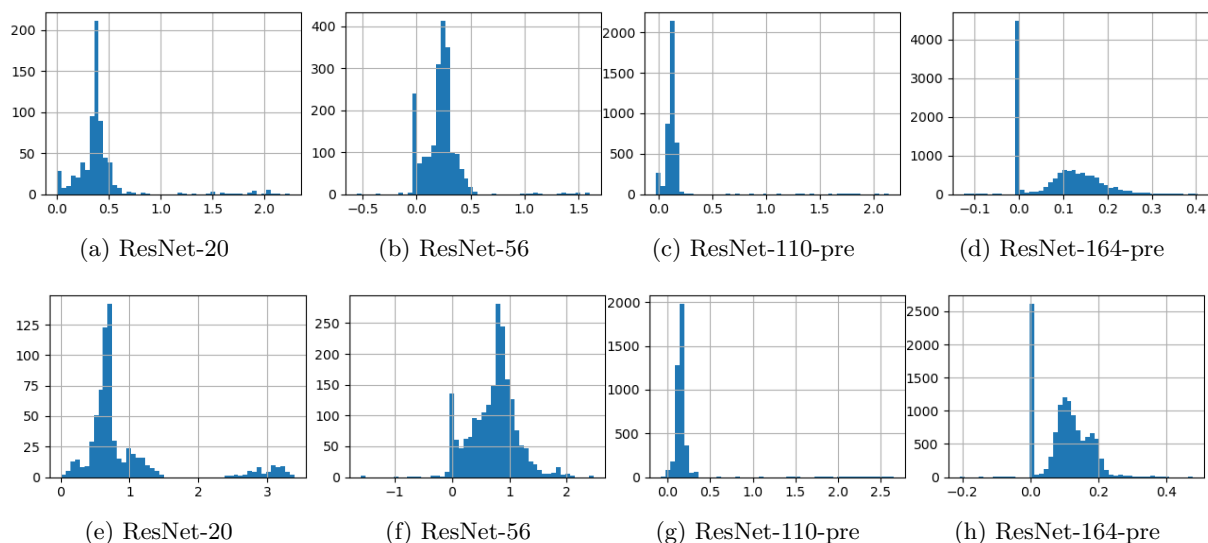 200
150
100
50
0
0.0 0.5 1.0 1.5 2.0
400
300
200
100
0
−0.5 0.0 0.5 1.0 1.5
2000
1500
1000
500
0
0.0 0.5 1.0 1.5 2.0
4000
3000
2000
1000
0
−0.1 0.0 0.1 0.2 0.3 0.4
(a) ResNet-20
(b) ResNet-56
(c) ResNet-110-pre
(d) ResNet-164-pre
125
100
75
50
25
0
0 1 2 3
250
200
150
100
50
0
−1 0 1 2
2000
1500
1000
500
0
0.0 0.5 1.0 1.5 2.0 2.5
2500
2000
1500
1000
500
0
−0.2 0.0 0.2 0.4
(e) ResNet-20
(f) ResNet-56
(g) ResNet-110-pre
(h) ResNet-164-pre